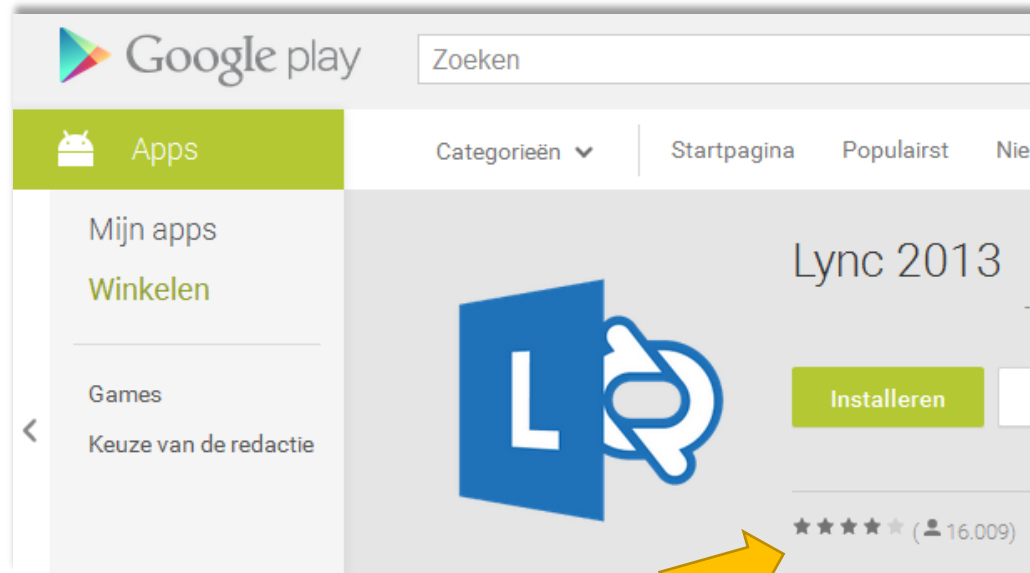 Google play
Zoeken
Apps
Categorieën
Startpagina
Populairst
Nie
Mijn apps
Winkelen
Games
Keuze van de redactie
L
Lync 2013
Installeren
(16.009)